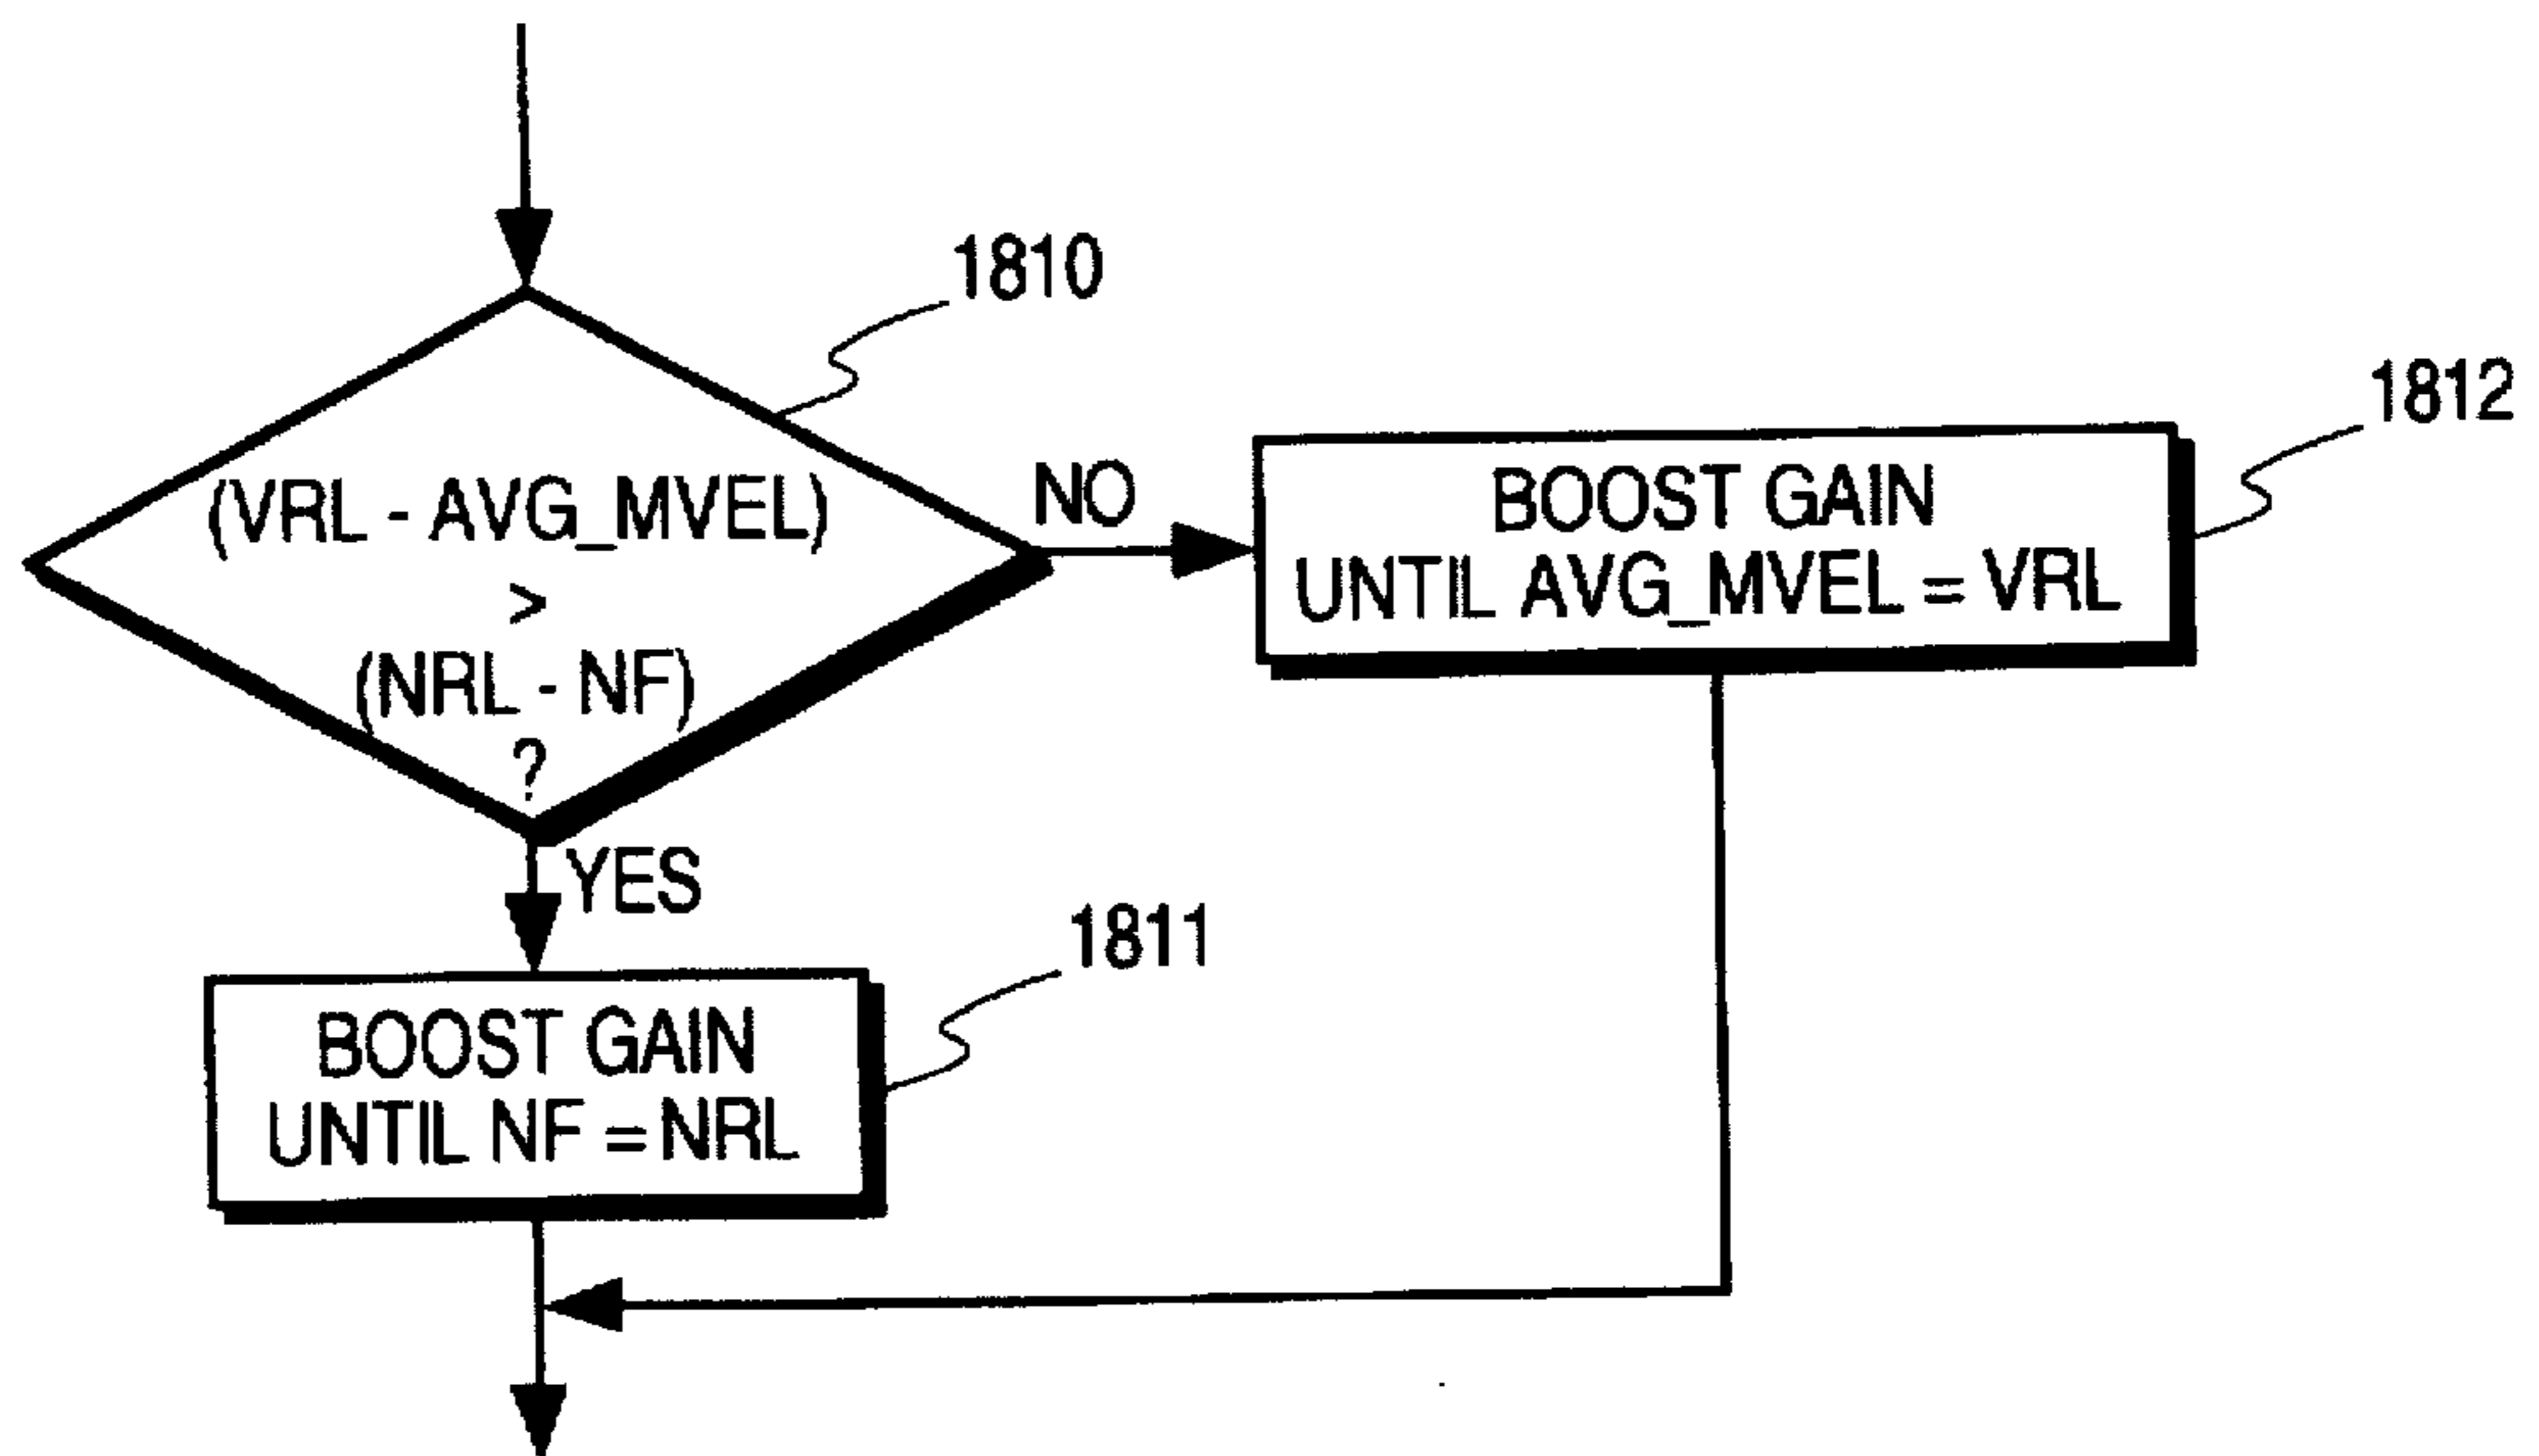 1810
(VRL - AVG_MVEL)
>
(NRL - NF)
?
NO
1812
BOOST GAIN
UNTIL AVG_MVEL = VRL
YES
1811
BOOST GAIN
UNTIL NF = NRL